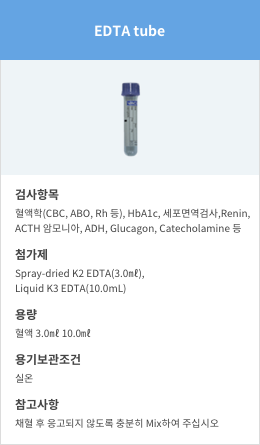 EDTA tube
검사항목
혈액학(CBC, ABO, Rh 등), HbA1c, 세포면역검사,Renin,
ACTH 암모니아, ADH, Glucagon, Catecholamine 등
첨가제
Spray-dried K2 EDTA(3.0㎖),
Liquid K3 EDTA(10.0mL)
용량
혈액 3.0㎖ 10.0㎖
용기보관조건
실온
참고사항
채혈 후 응고되지 않도록 충분히 Mix하여 주십시오